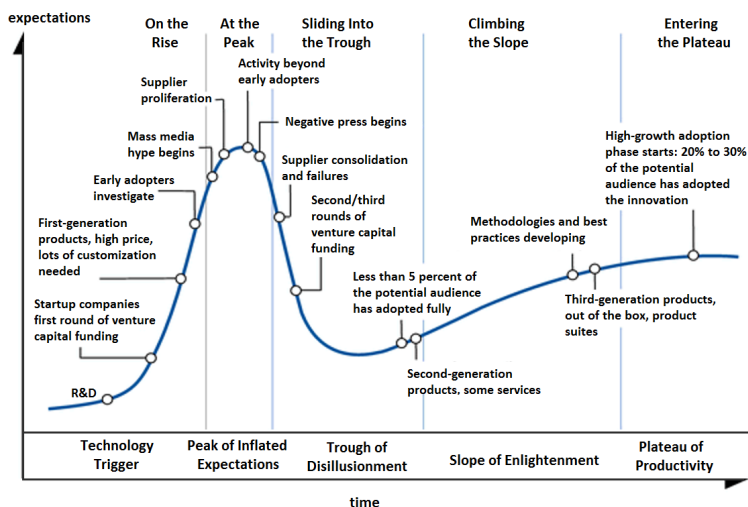 expectations
On the
Rise
At the
Peak
Sliding Into
the Trough
Climbing
the Slope
Entering
the Plateau
Activity beyond
early adopters
Supplier
proliferation
Negative press begins
Mass media
hype begins
High-growth adoption
phase starts: 20% to 30%
of the potential
audience has adopted
the innovation
Supplier consolidation
and failures
Early adopters
investigate
Second/third
rounds of
venture capital
funding
First-generation
products, high price,
lots of customization
needed
Methodologies and best
practices developing
Less than 5 percent of
the potential audience
has adopted fully
Startup companies
first round of venture
capital funding
Third-generation products,
out of the box, product
suites
Second-generation
products, some services
R&D
Technology
Trigger
Peak of Inflated
Expectations
Trough of
Disillusionment
Slope of Enlightenment
Plateau of
Productivity
time